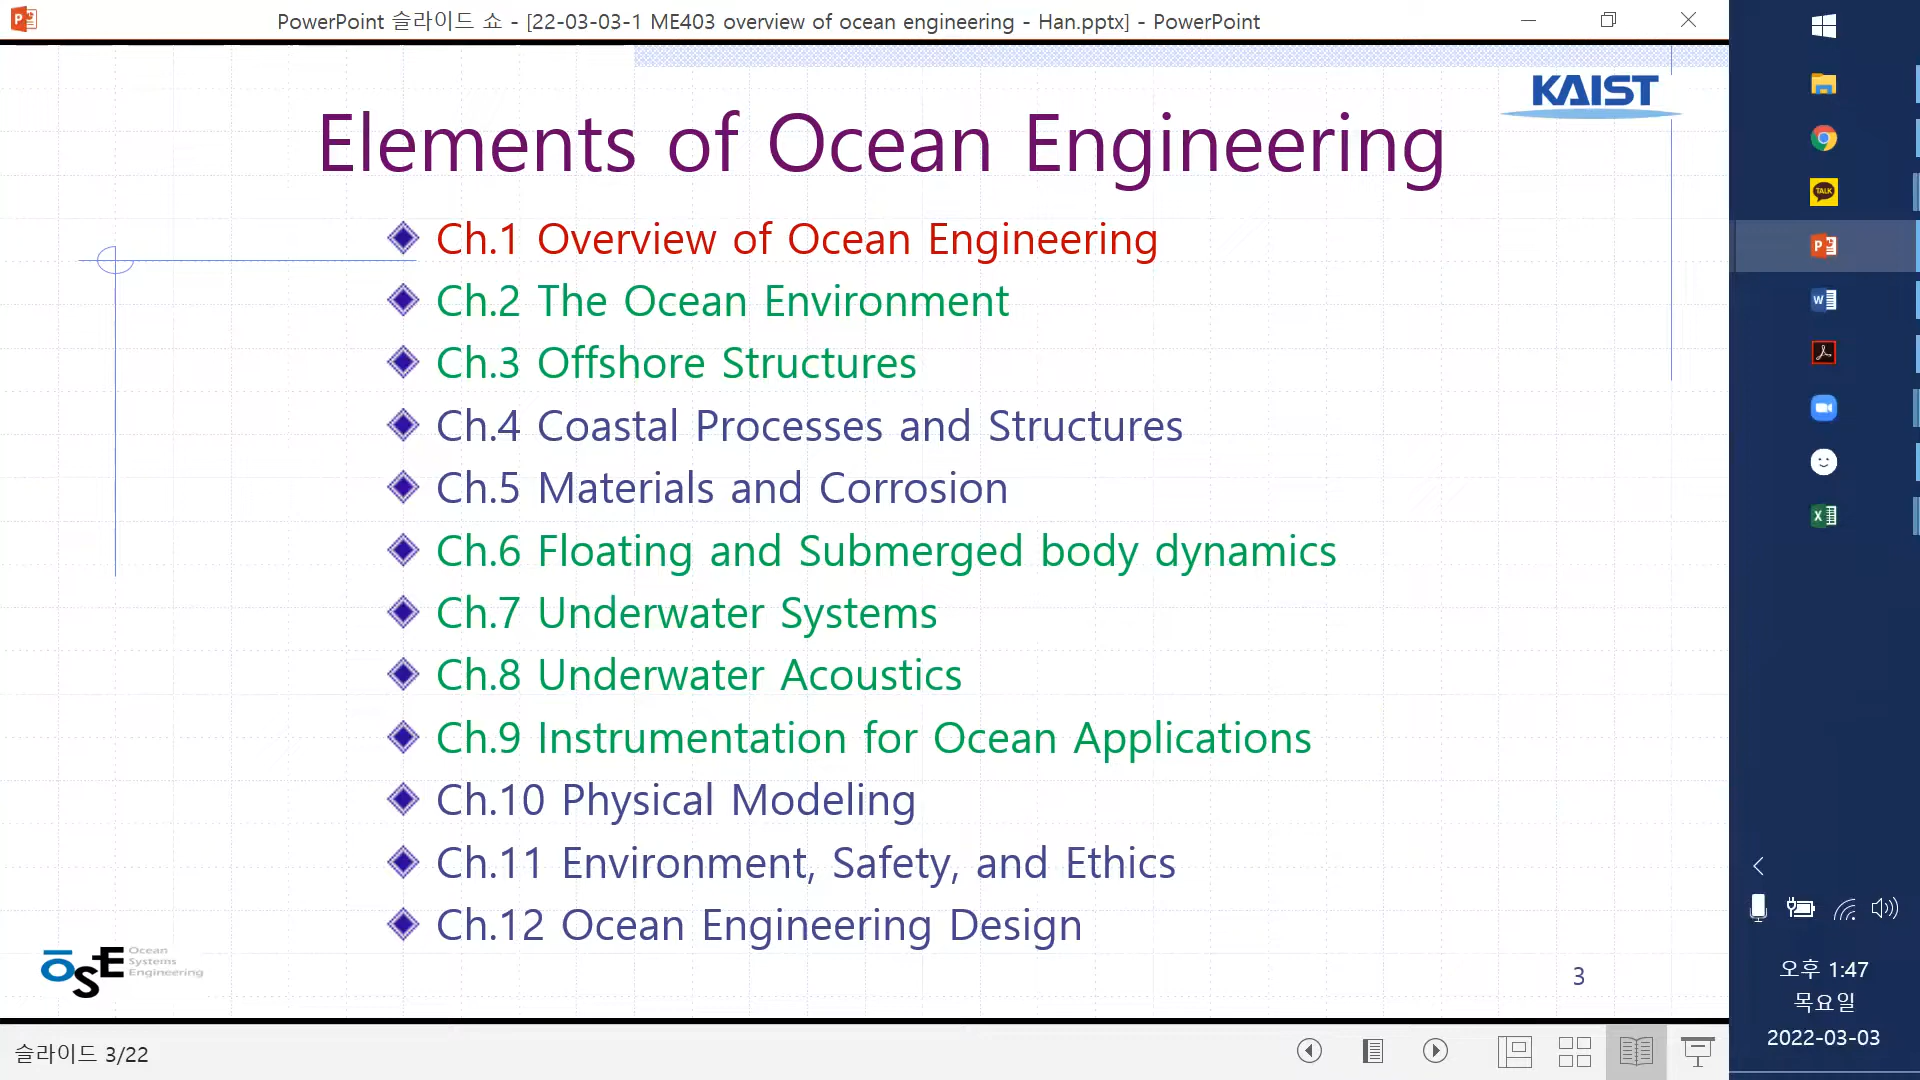 PowerPoint 슬라이드 쇼 - [22-03-03-1 ME403 overview of ocean engineering - Han.pptx] - PowerPoint
KAIST
Elements of Ocean Engineering
Ch.1 Overview of Ocean Engineering
Ch.2 The Ocean Environment
Ch.3 Offshore Structures
Ch.4 Coastal Processes and Structures
Ch.5 Materials and Corrosion
Ch.6 Floating and Submerged body dynamics
Ch.7 Underwater Systems
Ch.8 Underwater Acoustics
Ch.9 Instrumentation for Ocean Applications
Ch.10 Physical Modeling
Ch.11 Environment, Safety, and Ethics
Ch.12 Ocean Engineering Design
OSE Ocean
Systems
Engineering
3
슬라이드 3/22
TALK
오후 1:47
목요일
2022-03-03